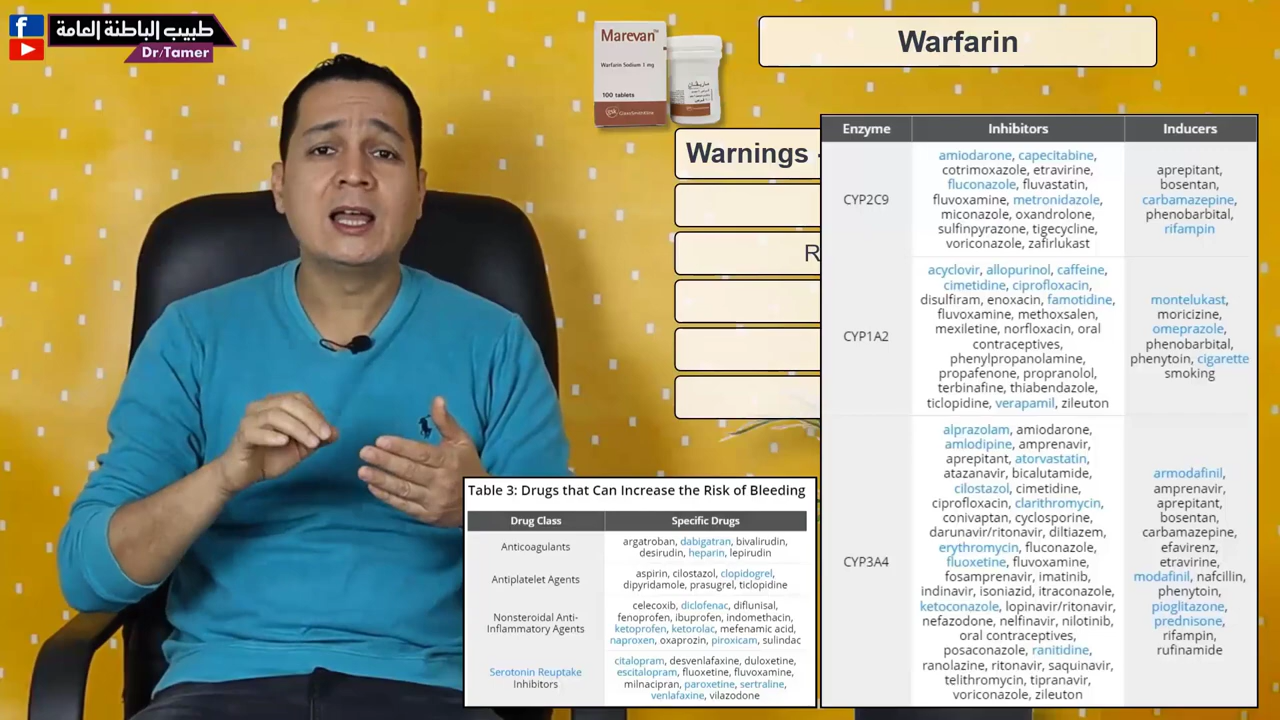 طبيب الباطنة العامة
Dr/Tamer
Marevan™
Warfarin Sodium 1 mg
100 tablets
GlaxoSmithKline
Warfarin
Warnings -
R
Enzyme Inhibitors Inducers
CYP2C9
amiodarone, capecitabine,
cotrimoxazole, etravirine,
fluconazole, fluvastatin,
fluvoxamine, metronidazole,
miconazole, oxandrolone,
sulfinpyrazone, tigecycline,
voriconazole, zafirlukast
aprepitant,
bosentan,
carbamazepine,
phenobarbital,
rifampin
CYP1A2
acyclovir, allopurinol, caffeine,
cimetidine, ciprofloxacin,
disulfiram, enoxacin, famotidine,
fluvoxamine, methoxsalen,
mexiletine, norfloxacin, oral
contraceptives,
phenylpropanolamine,
propafenone, propranolol,
terbinafine, thiabendazole,
ticlopidine, verapamil, zileuton
montelukast,
moricizine,
omeprazole,
phenobarbital,
phenytoin, cigarette
smoking
CYP3A4
alprazolam, amiodarone,
amlodipine, amprenavir,
aprepitant, atorvastatin,
atazanavir, bicalutamide,
cilostazol, cimetidine,
ciprofloxacin, clarithromycin,
conivaptan, cyclosporine,
darunavir/ritonavir, diltiazem,
erythromycin, fluconazole,
fluoxetine, fluvoxamine,
fosamprenavir, imatinib,
indinavir, isoniazid, itraconazole,
ketoconazole, lopinavir/ritonavir,
nefazodone, nelfinavir, nilotinib,
oral contraceptives,
posaconazole, ranitidine,
ranolazine, ritonavir, saquinavir,
telithromycin, tipranavir,
voriconazole, zileuton
armodafinil,
amprenavir,
aprepitant,
bosentan,
carbamazepine,
efavirenz,
etravirine,
modafinil, nafcillin,
phenytoin,
pioglitazone,
prednisone,
rifampin,
rufinamide
Table 3: Drugs that Can Increase the Risk of Bleeding
Drug Class Specific Drugs
Anticoagulants
argatroban, dabigatran, bivalirudin,
desirudin, heparin, lepirudin
Antiplatelet Agents
aspirin, cilostazol, clopidogrel,
dipyridamole, prasugrel, ticlopidine
Nonsteroidal Anti-
Inflammatory Agents
celecoxib, diclofenac, diflunisal,
fenoprofen, ibuprofen, indomethacin,
ketoprofen, ketorolac, mefenamic acid,
naproxen, oxaprozin, piroxicam, sulindac
Serotonin Reuptake
Inhibitors
citalopram, desvenlafaxine, duloxetine,
escitalopram, fluoxetine, fluvoxamine,
milnacipran, paroxetine, sertraline,
venlafaxine, vilazodone